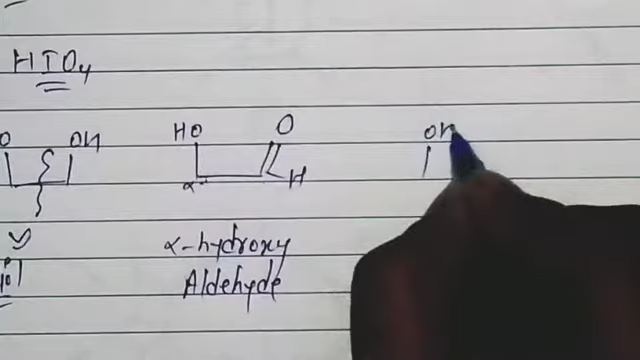 HIO4
O OH HO O OH
α H
α-hydroxy
Aldehyde